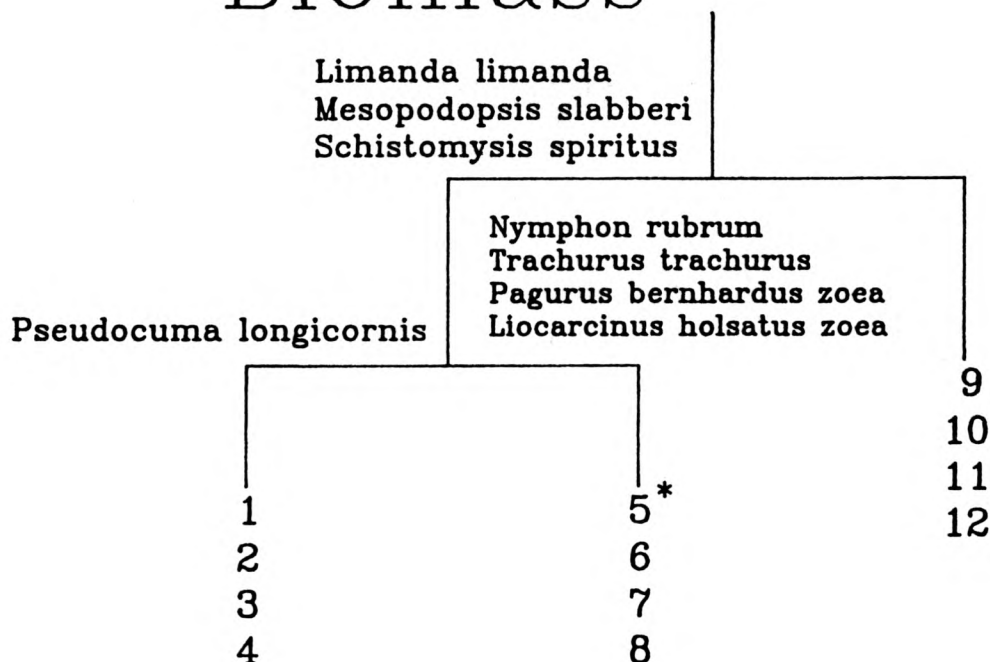 Biomass
Limanda limanda
Mesopodopsis slabberi
Schistomysis spiritus
Nymphon rubrum
Trachurus trachurus
Pagurus bernhardus zoea
Liocarcinus holsatus zoea
Pseudocuma longicornis
1
2
3
4
5*
6
7
8
9
10
11
12